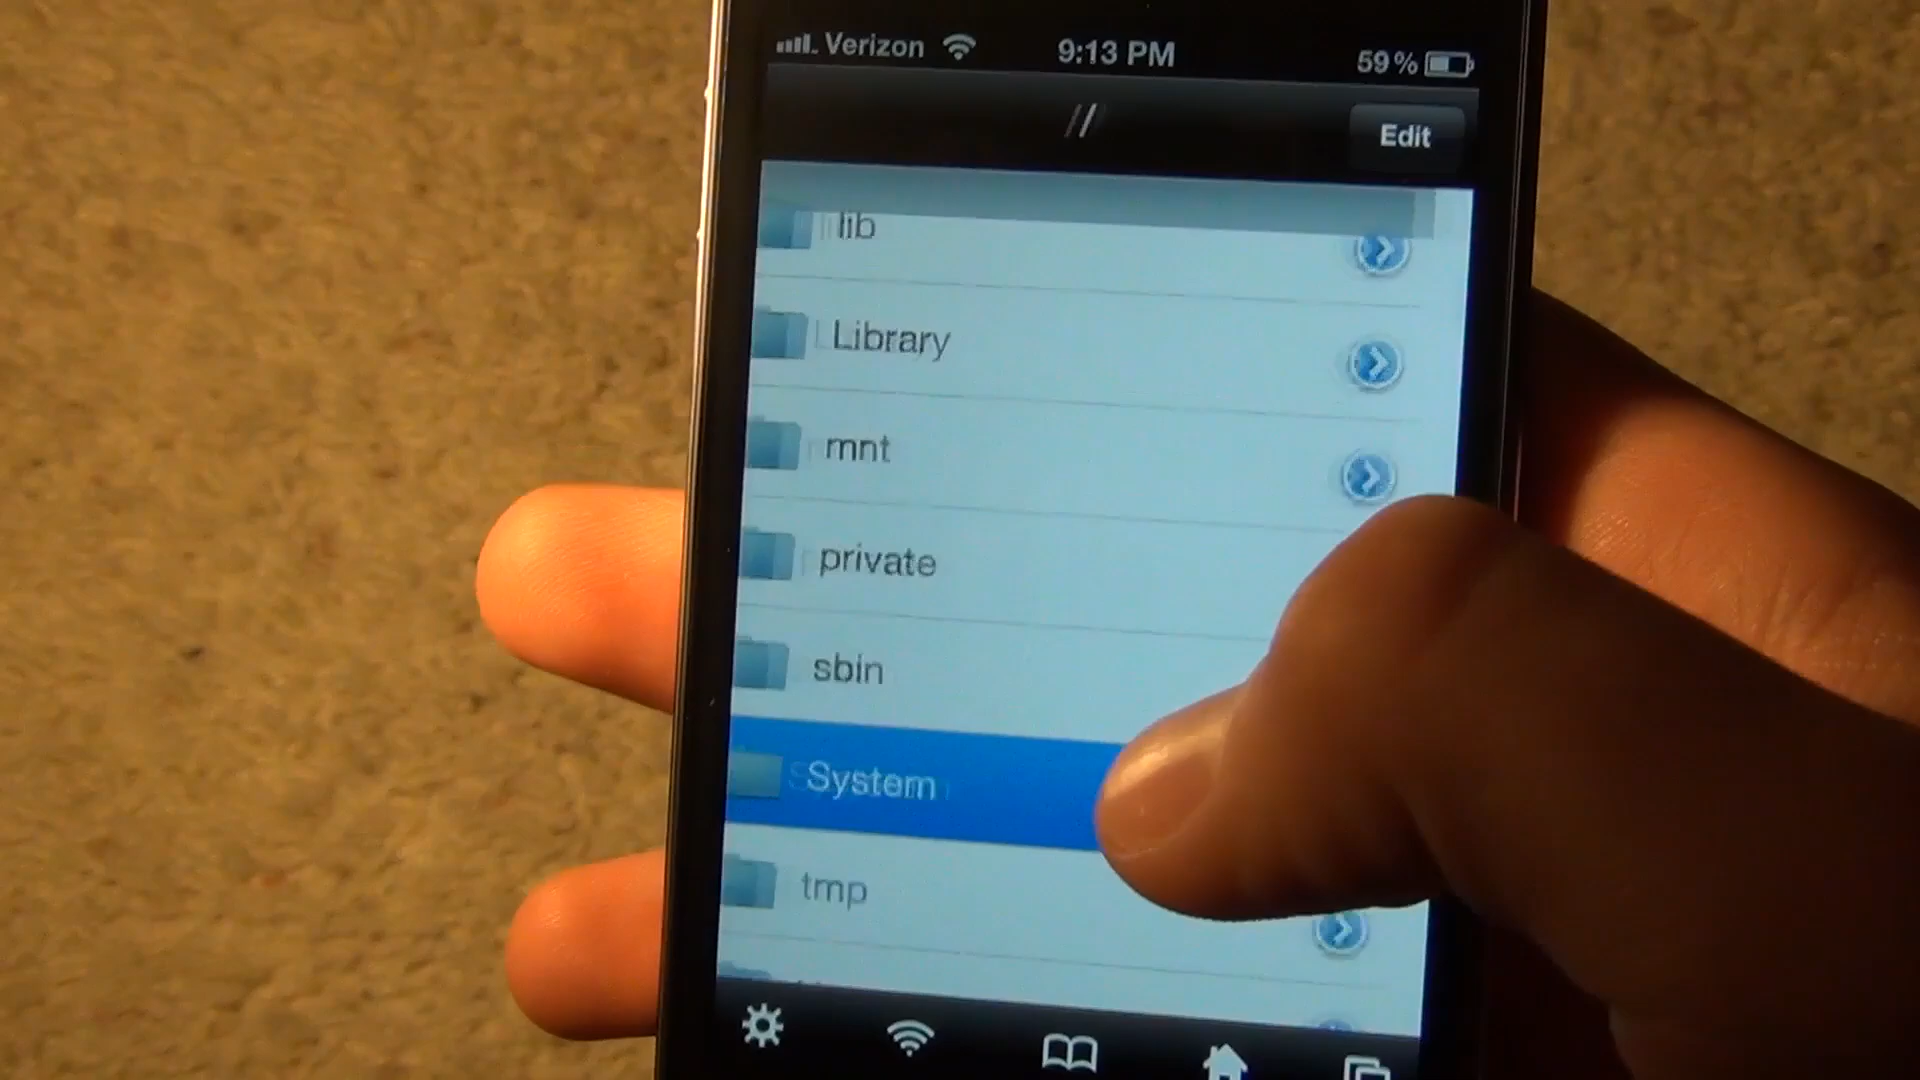 Verizon 9:13 PM 59%
// Edit
lib
Library
mnt
private
sbin
System
tmp